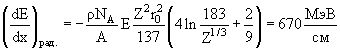 (dE/dx)рад. = −(ρN_A/A) E (Z²r₀²/137) (4 ln (183/Z^{1/3}) + 2/9) = 670 МэВ/см